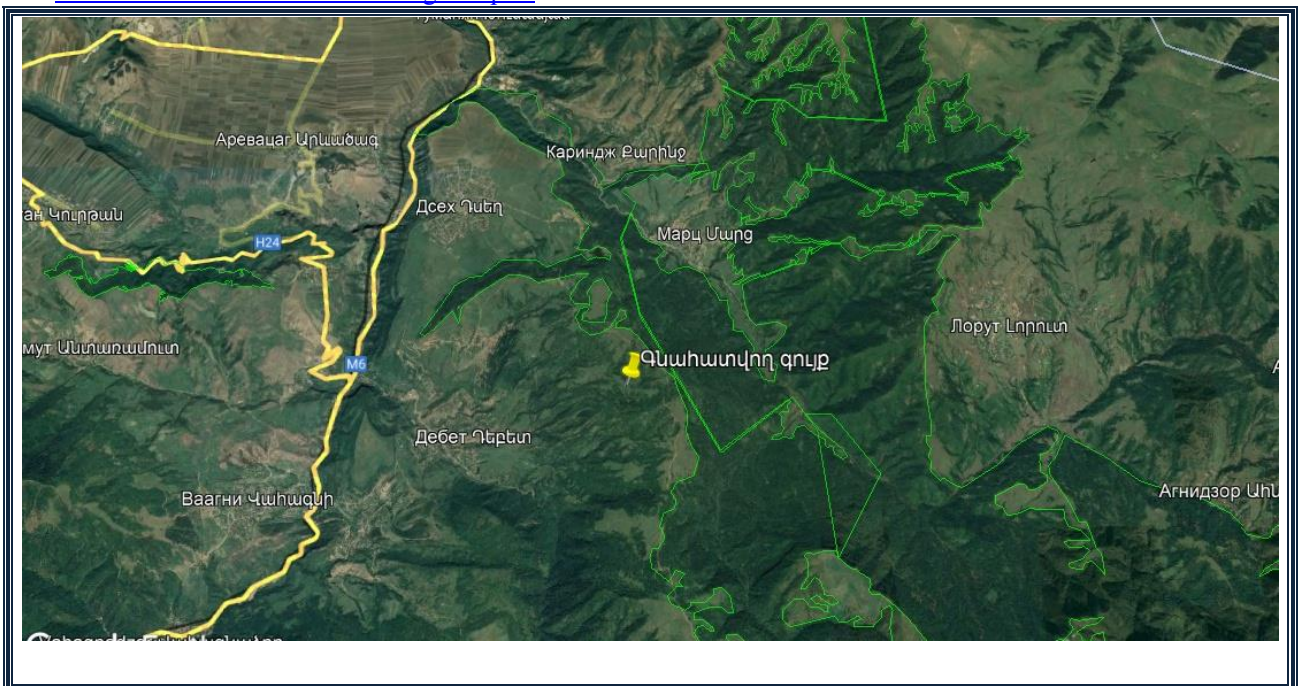 Аревацаг Արևածագ
Кариндж Քարինջ
Дсех Դսեղ
ан Կուրթան
Марц Մարց
H24
Лорут Լորուտ
мут Անտառամուտ
M6
Գնահատվող գույք
Дебет Դեբետ
Ваагни Վահագնի
Агнидзор Ահն